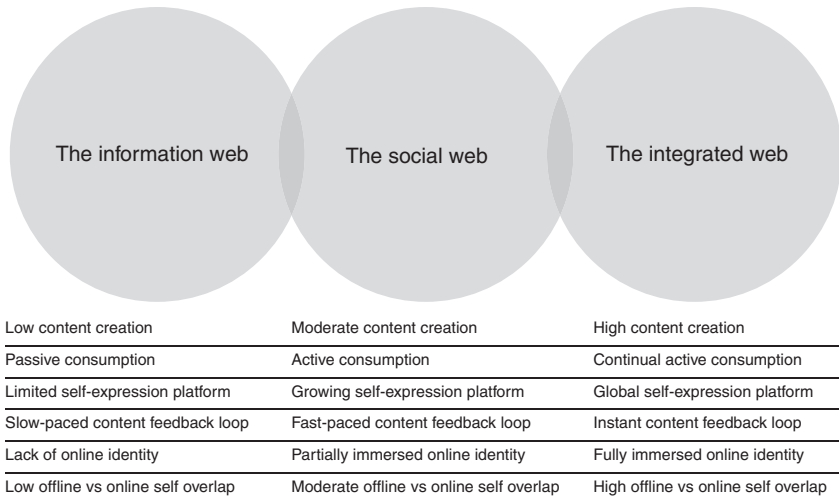 The information web
The social web
The integrated web
Low content creation Moderate content creation High content creation
Passive consumption Active consumption Continual active consumption
Limited self-expression platform Growing self-expression platform Global self-expression platform
Slow-paced content feedback loop Fast-paced content feedback loop Instant content feedback loop
Lack of online identity Partially immersed online identity Fully immersed online identity
Low offline vs online self overlap Moderate offline vs online self overlap High offline vs online self overlap